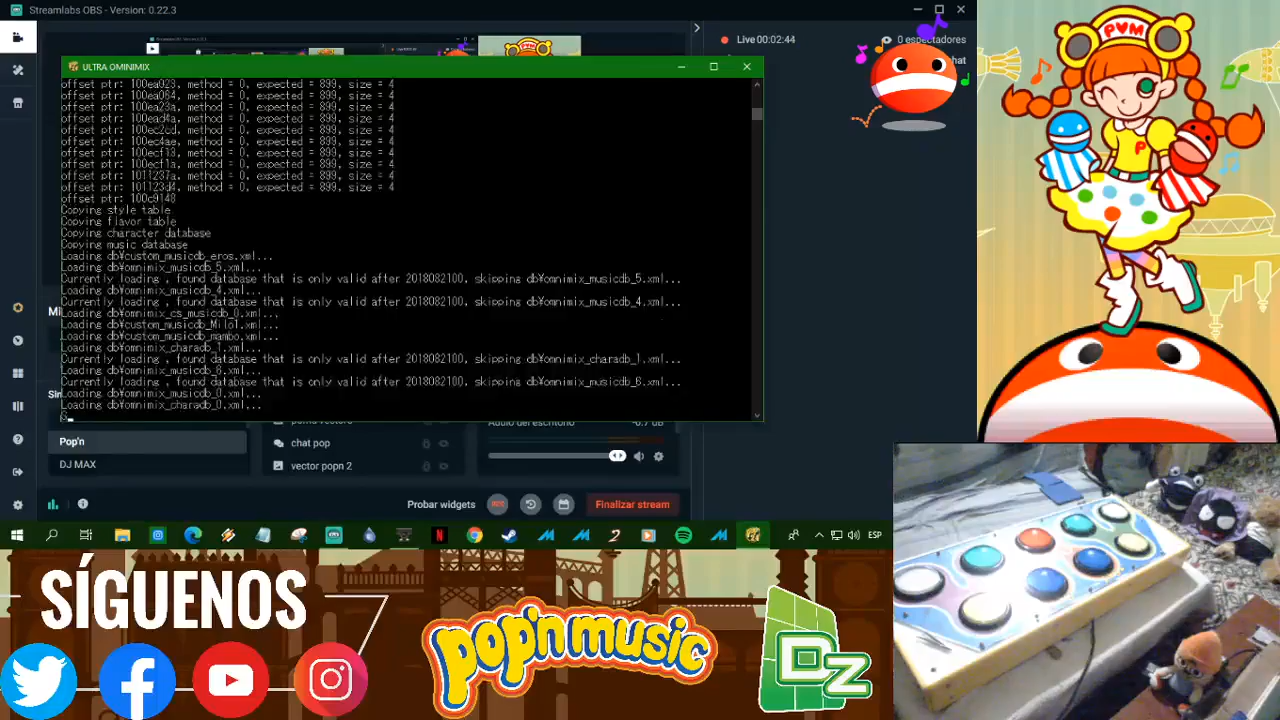 Streamlabs OBS - Version: 0.22.3
ULTRA OMINIMIX
offset ptr: 100ea023, method = 0, expected = 899, size = 4
offset ptr: 100ea064, method = 0, expected = 899, size = 4
offset ptr: 100ea23a, method = 0, expected = 899, size = 4
offset ptr: 100ead4a, method = 0, expected = 899, size = 4
offset ptr: 100ec2cd, method = 0, expected = 899, size = 4
offset ptr: 100ec4ae, method = 0, expected = 899, size = 4
offset ptr: 100ecf13, method = 0, expected = 899, size = 4
offset ptr: 100ecf1a, method = 0, expected = 899, size = 4
offset ptr: 1011237a, method = 0, expected = 899, size = 4
offset ptr: 101123d4, method = 0, expected = 899, size = 4
offset ptr: 100c9148
Copying style table
Copying flavor table
Copying character database
Copying music database
Loading db¥custom_musicdb_eros.xml...
Loading db¥omnimix_musicdb_5.xml...
Currently loading , found database that is only valid after 2018082100, skipping db¥omnimix_musicdb_5.xml...
Loading db¥omnimix_musicdb_4.xml...
Currently loading , found database that is only valid after 2018082100, skipping db¥omnimix_musicdb_4.xml...
Loading db¥omnimix_cs_musicdb_0.xml...
Loading db¥custom_musicdb_Milo1.xml...
Loading db¥custom_musicdb_mambo.xml...
Loading db¥omnimix_charadb_1.xml...
Currently loading , found database that is only valid after 2018082100, skipping db¥omnimix_charadb_1.xml...
Loading db¥omnimix_musicdb_6.xml...
Currently loading , found database that is only valid after 2018082100, skipping db¥omnimix_musicdb_6.xml...
Loading db¥omnimix_musicdb_0.xml...
Loading db¥omnimix_charadb_0.xml...
Live 00:02:44
0 espectadores
Pop'n
DJ MAX
chat pop
vector popn 2
Audio del escritorio
-6.7 dB
Probar widgets
REC
Finalizar stream
ESP
SÍGUENOS
pop'n music
DZ
PVM
P